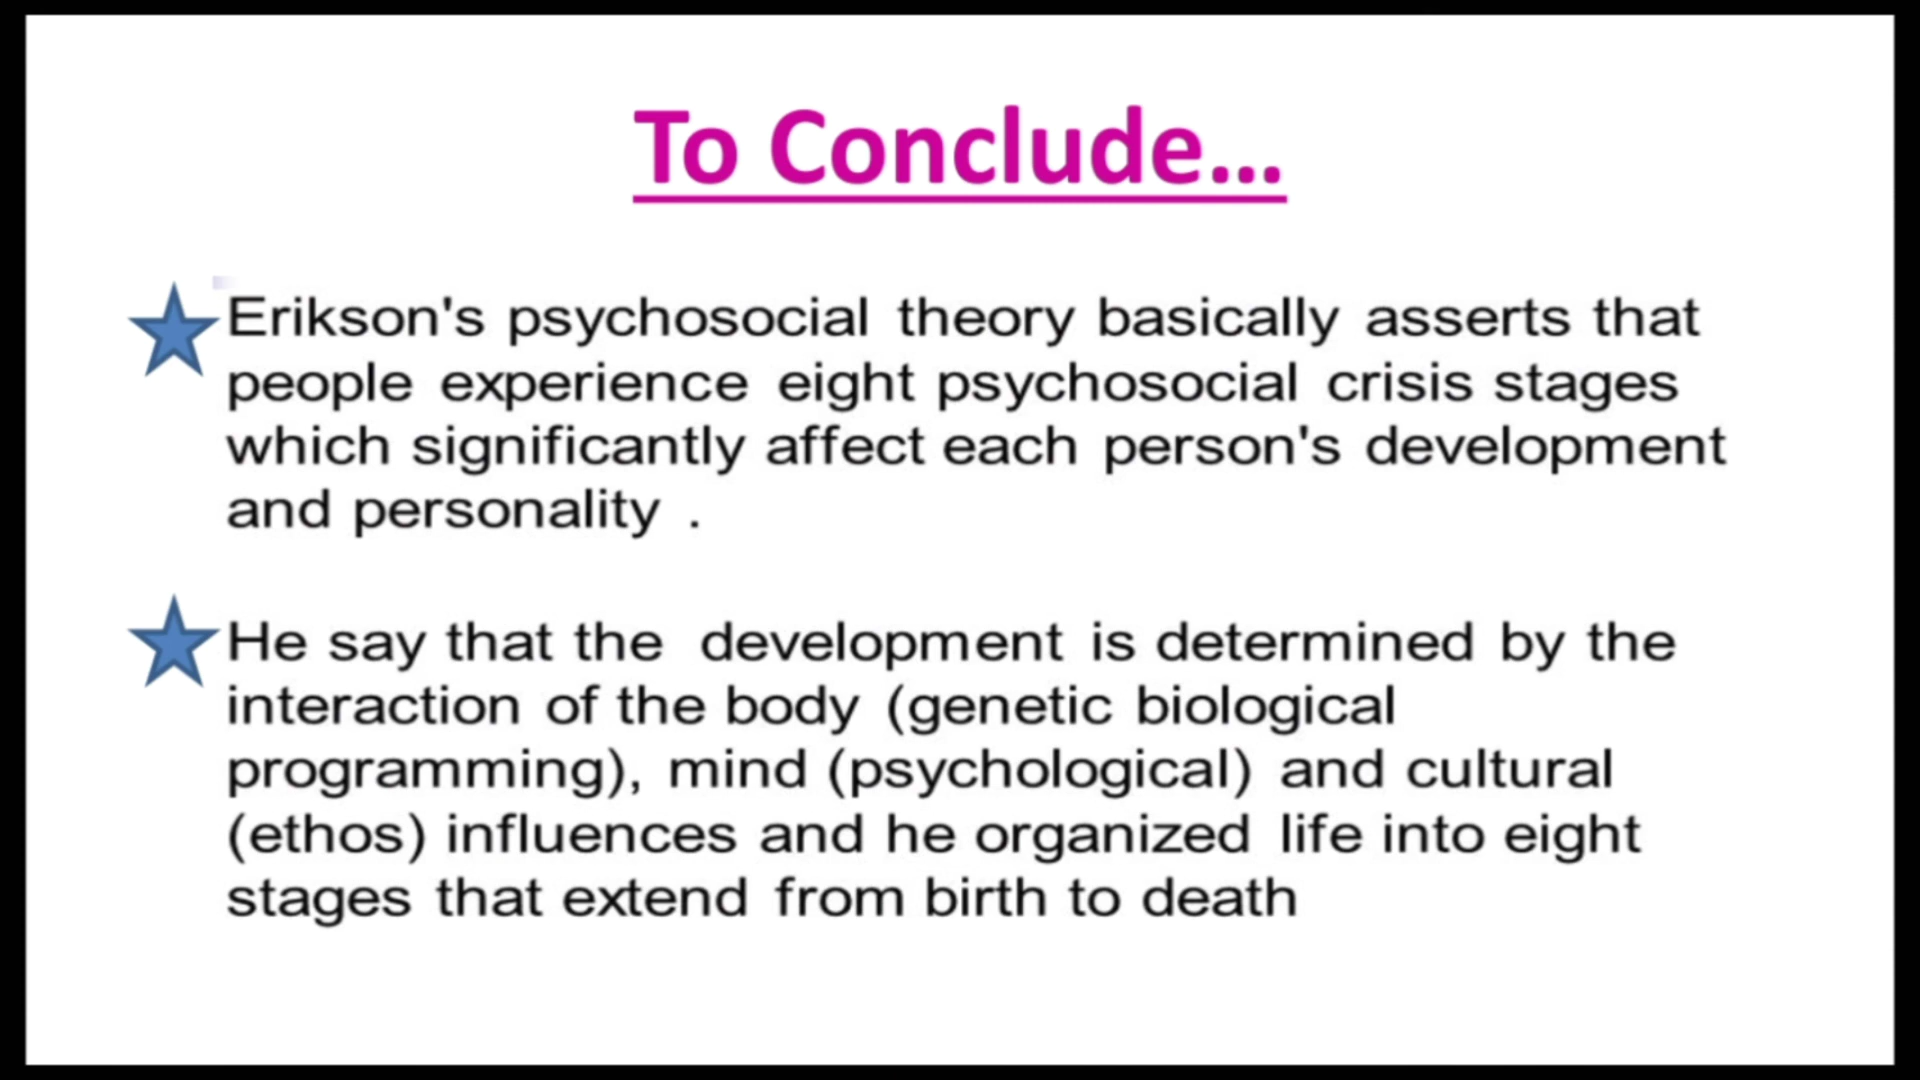 To Conclude...
Erikson's psychosocial theory basically asserts that
people experience eight psychosocial crisis stages
which significantly affect each person's development
and personality .
He say that the development is determined by the
interaction of the body (genetic biological
programming), mind (psychological) and cultural
(ethos) influences and he organized life into eight
stages that extend from birth to death